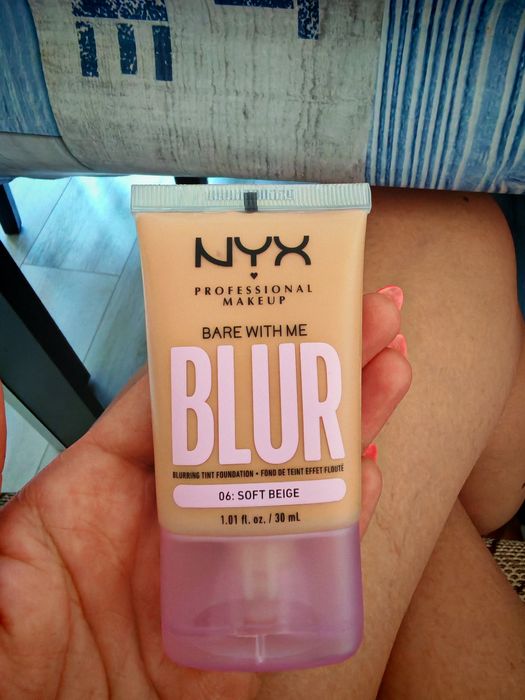 NYX
PROFESSIONAL
MAKEUP
BARE WITH ME
BLUR
BLURRING TINT FOUNDATION • FOND DE TEINT EFFET FLOUTÉ
06: SOFT BEIGE
1.01 fl. oz. / 30 mL